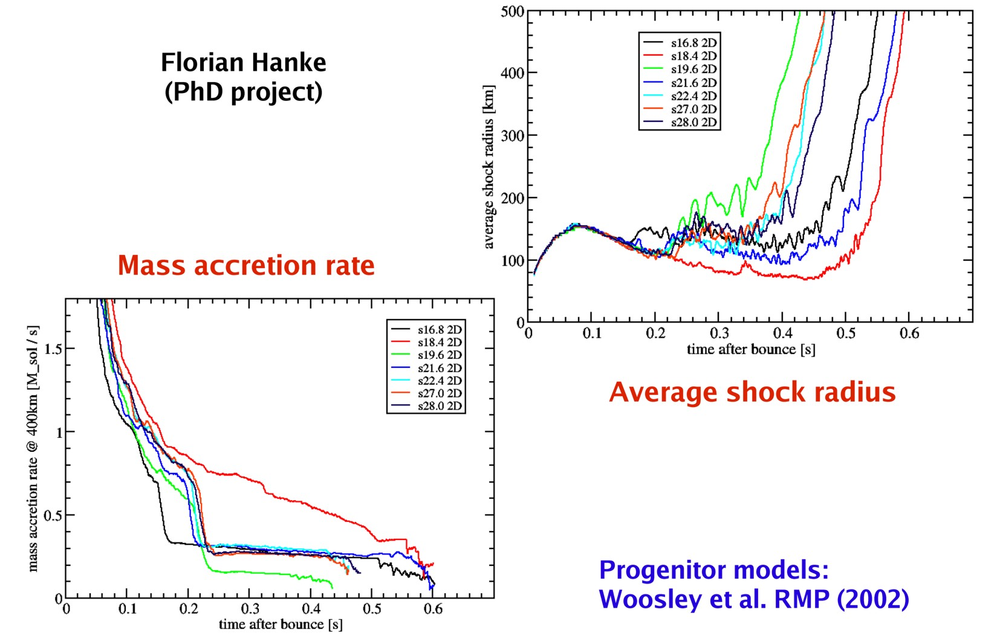 Florian Hanke
(PhD project)
500
400
300
200
100
0
average shock radius [km]
s16.8 2D
s18.4 2D
s19.6 2D
s21.6 2D
s22.4 2D
s27.0 2D
s28.0 2D
0 0.1 0.2 0.3 0.4 0.5 0.6
time after bounce [s]
Average shock radius
Mass accretion rate
1.5
1
0.5
0
mass accretion rate @ 400km [M_sol / s]
s16.8 2D
s18.4 2D
s19.6 2D
s21.6 2D
s22.4 2D
s27.0 2D
s28.0 2D
0 0.1 0.2 0.3 0.4 0.5 0.6
time after bounce [s]
Progenitor models:
Woosley et al. RMP (2002)